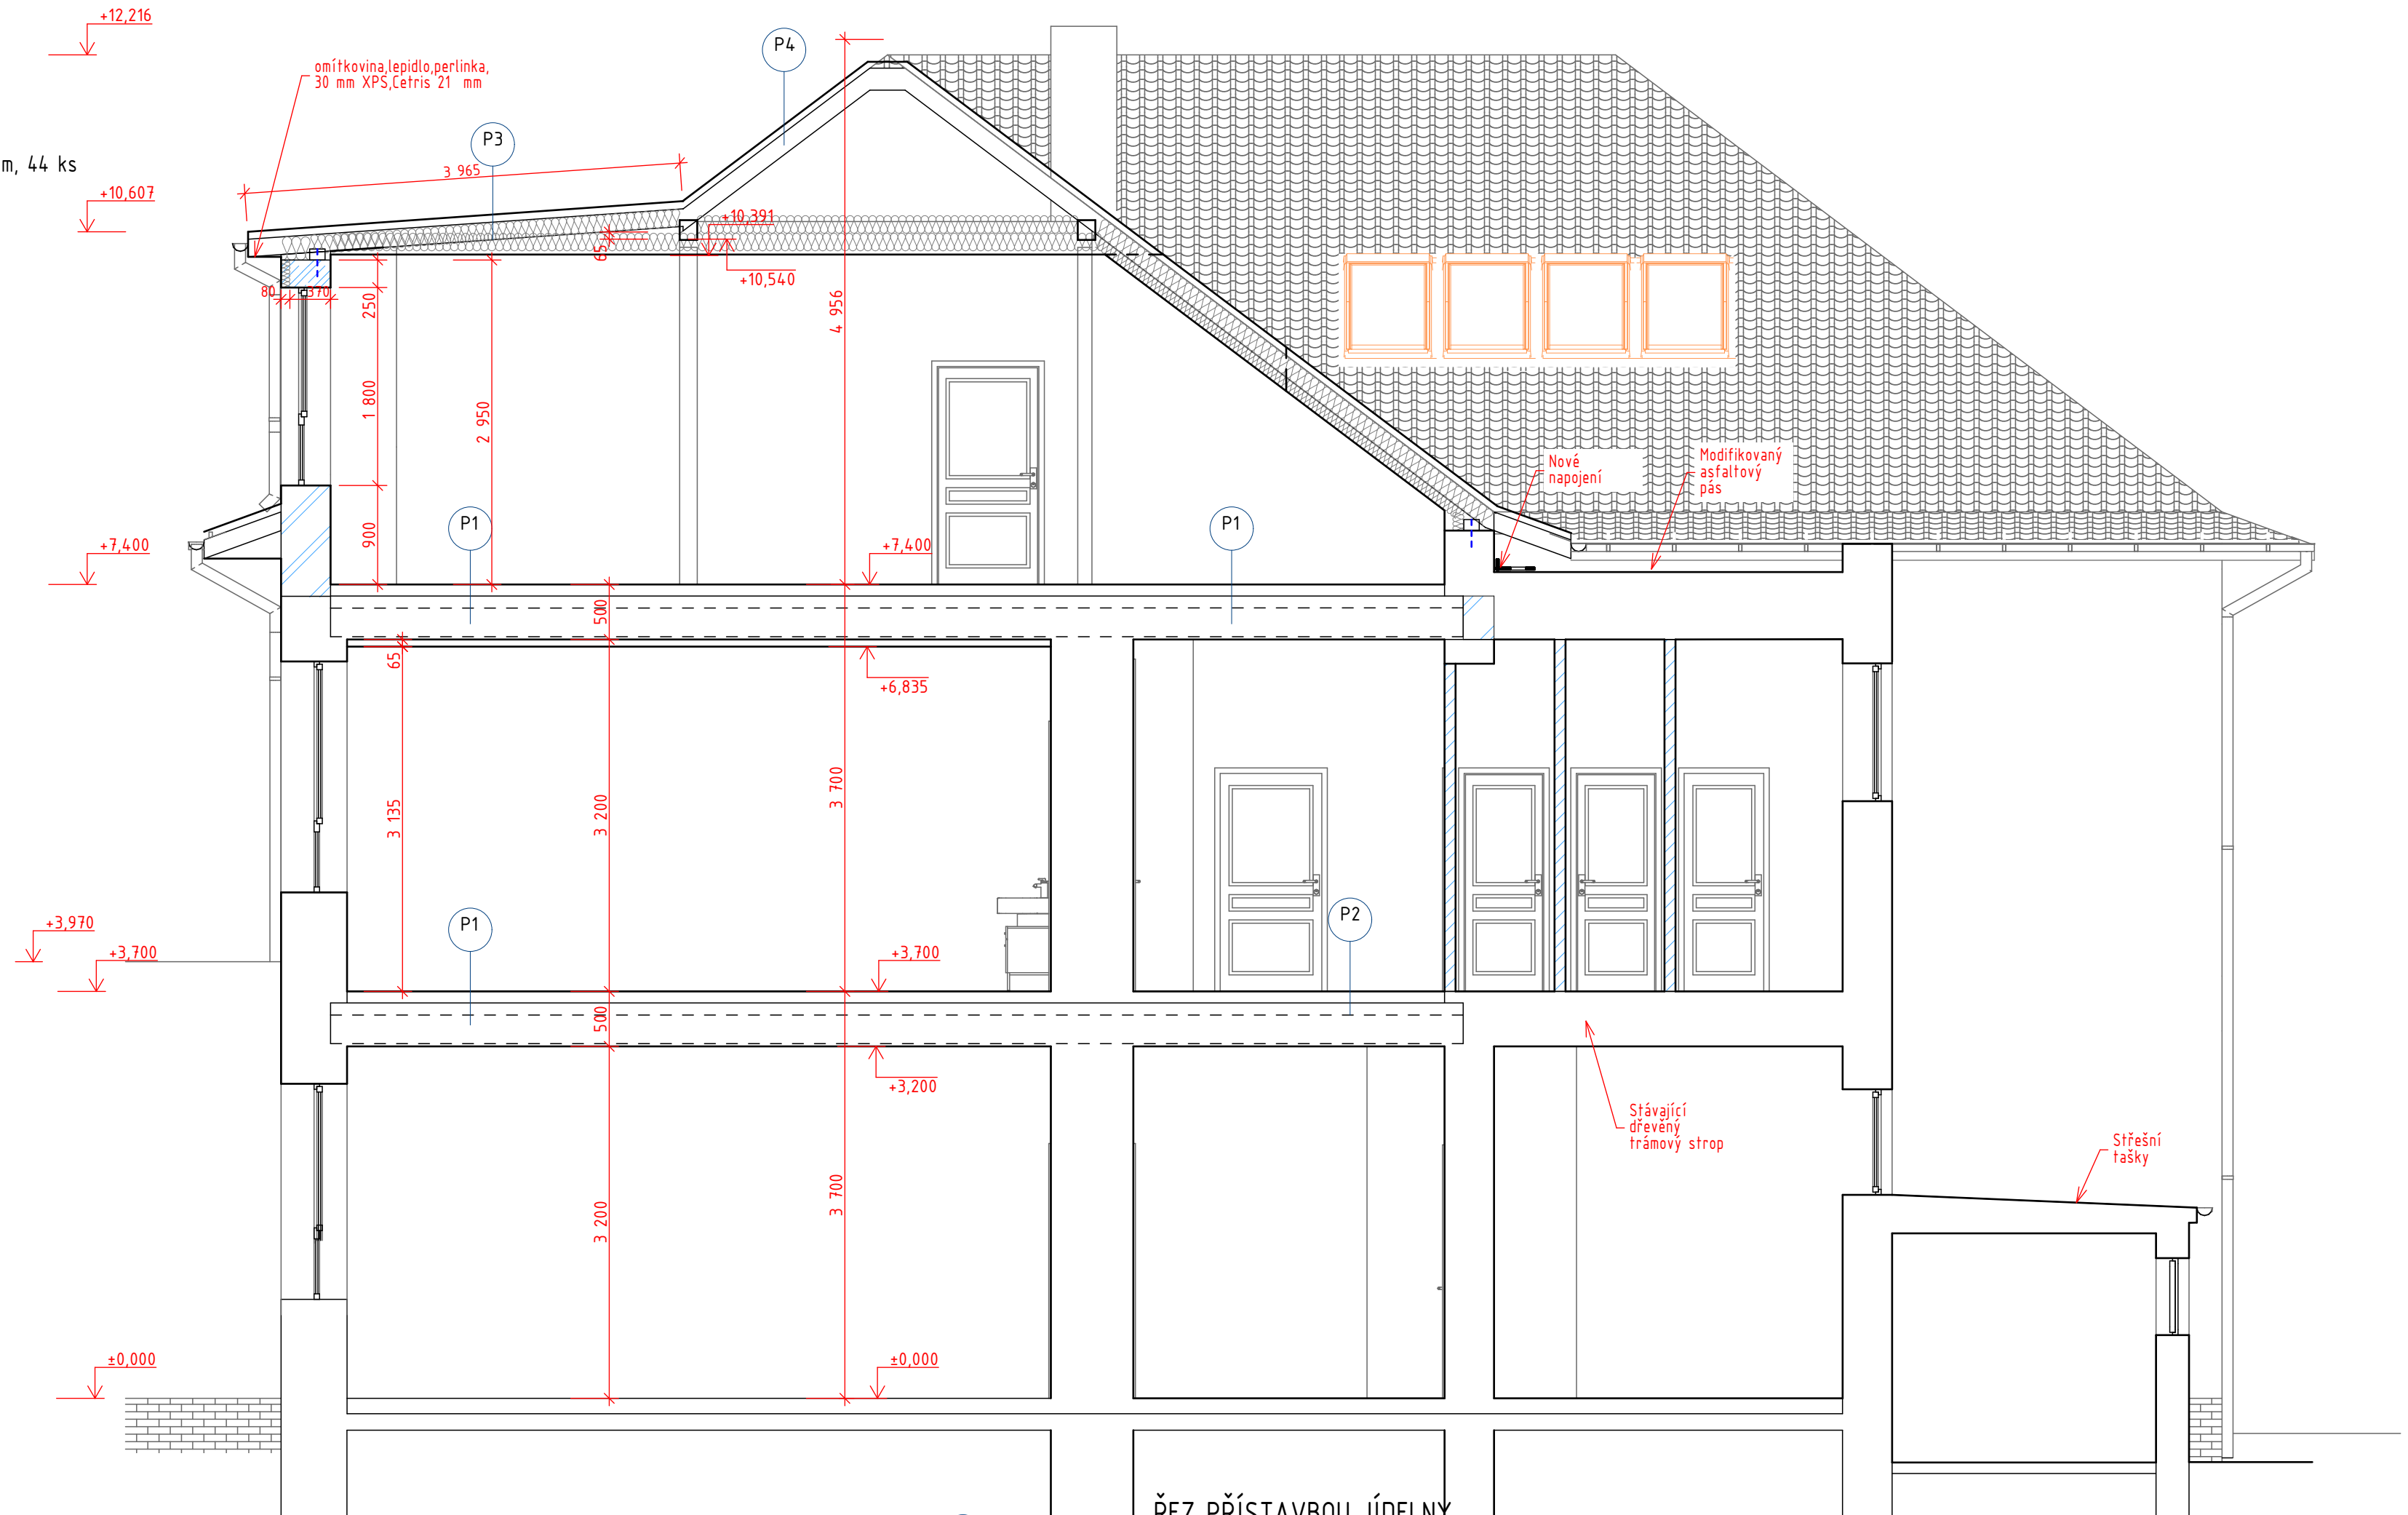 +12,216
omítkovina,lepidlo,perlinka,
30 mm XPS,Cetris 21 mm
P4
P3
m, 44 ks
3 965
+10,607
+10,391
65
+10,540
80
370
250
4 956
1 800
2 950
Nové
napojení
Modifikovaný
asfaltový
pás
P1
P1
900
+7,400
+7,400
500
65
+6,835
3 135
3 200
3 700
P1
P2
+3,970
+3,700
+3,700
500
+3,200
Stávající
dřevěný
trámový strop
Střešní
tašky
3 200
3 700
±0,000
±0,000
ŘEZ PŘÍSTAVBOU ÚDELNY